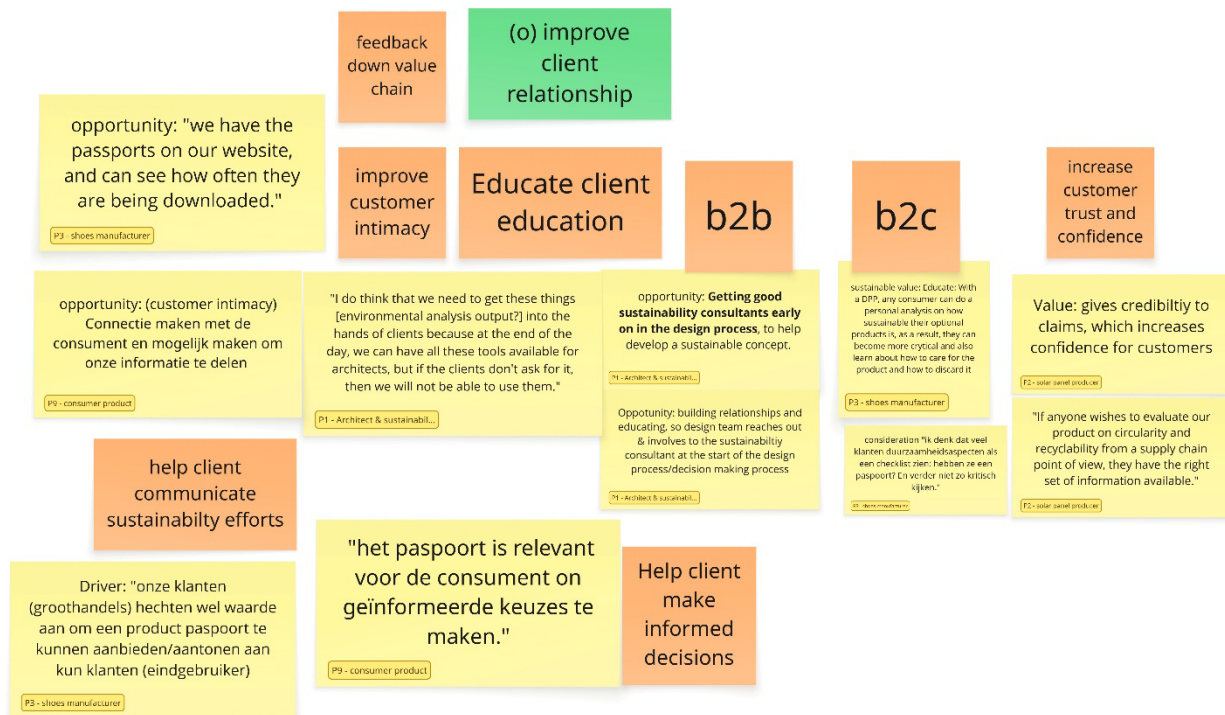 feedback
down value
chain
(o) improve
client
relationship
opportunity: "we have the
passports on our website,
and can see how often they
are being downloaded."
P3 - shoes manufacturer
improve
customer
intimacy
Educate client
education
b2b
b2c
increase
customer
trust and
confidence
opportunity: (customer intimacy)
Connectie maken met de
consument en mogelijk maken om
onze informatie te delen
P9 - consumer product
"I do think that we need to get these things
[environmental analysis output?] into the
hands of clients because at the end of the
day, we can have all these tools available for
architects, but if the clients don't ask for it,
then we will not be able to use them."
P1 - Architect & sustainabil...
opportunity: Getting good
sustainability consultants early
on in the design process, to help
develop a sustainable concept.
P1 - Architect & sustainabil...
Oppotunity: building relationships and
educating, so design team reaches out
& involves to the sustainabiltiy
consultant at the start of the design
process/decision making process
P1 - Architect & sustainabil...
sustainable value: Educate: With
a DPP, any consumer can do a
personal analysis on how
sustainable their optional
products is, as a result, they can
become more crytical and also
learn about how to care for the
product and how to discard it
P3 - shoes manufacturer
consideration "ik denk dat veel
klanten duurzaamheidsaspecten als
een checklist zien: hebben ze een
paspoort? En verder niet zo kritisch
kijken."
P3 - shoes manufacturer
Value: gives credibiltiy to
claims, which increases
confidence for customers
P2 - solar panel producer
"If anyone wishes to evaluate our
product on circularity and
recyclability from a supply chain
point of view, they have the right
set of information available."
P2 - solar panel producer
help client
communicate
sustainabilty efforts
Driver: "onze klanten
(groothandels) hechten wel waarde
aan om een product paspoort te
kunnen aanbieden/aantonen aan
kun klanten (eindgebruiker)
P3 - shoes manufacturer
"het paspoort is relevant
voor de consument on
geïnformeerde keuzes te
maken."
P9 - consumer product
Help client
make
informed
decisions